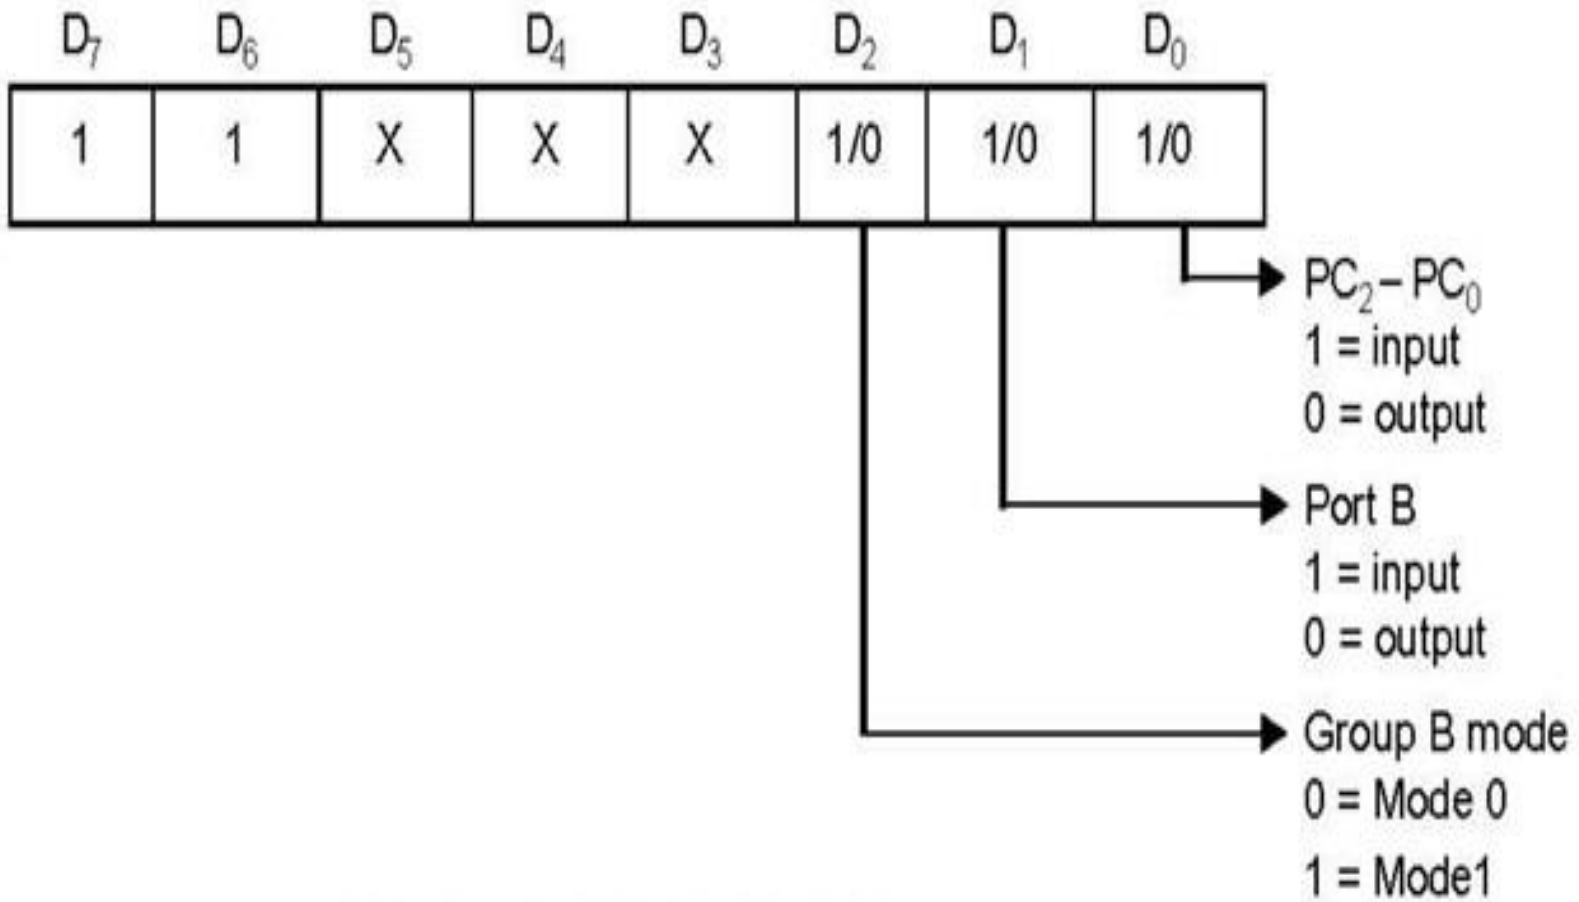 D₇ D₆ D₅ D₄ D₃ D₂ D₁ D₀
1 1 X X X 1/0 1/0 1/0
PC₂ – PC₀
1 = input
0 = output
Port B
1 = input
0 = output
Group B mode
0 = Mode 0
1 = Mode1